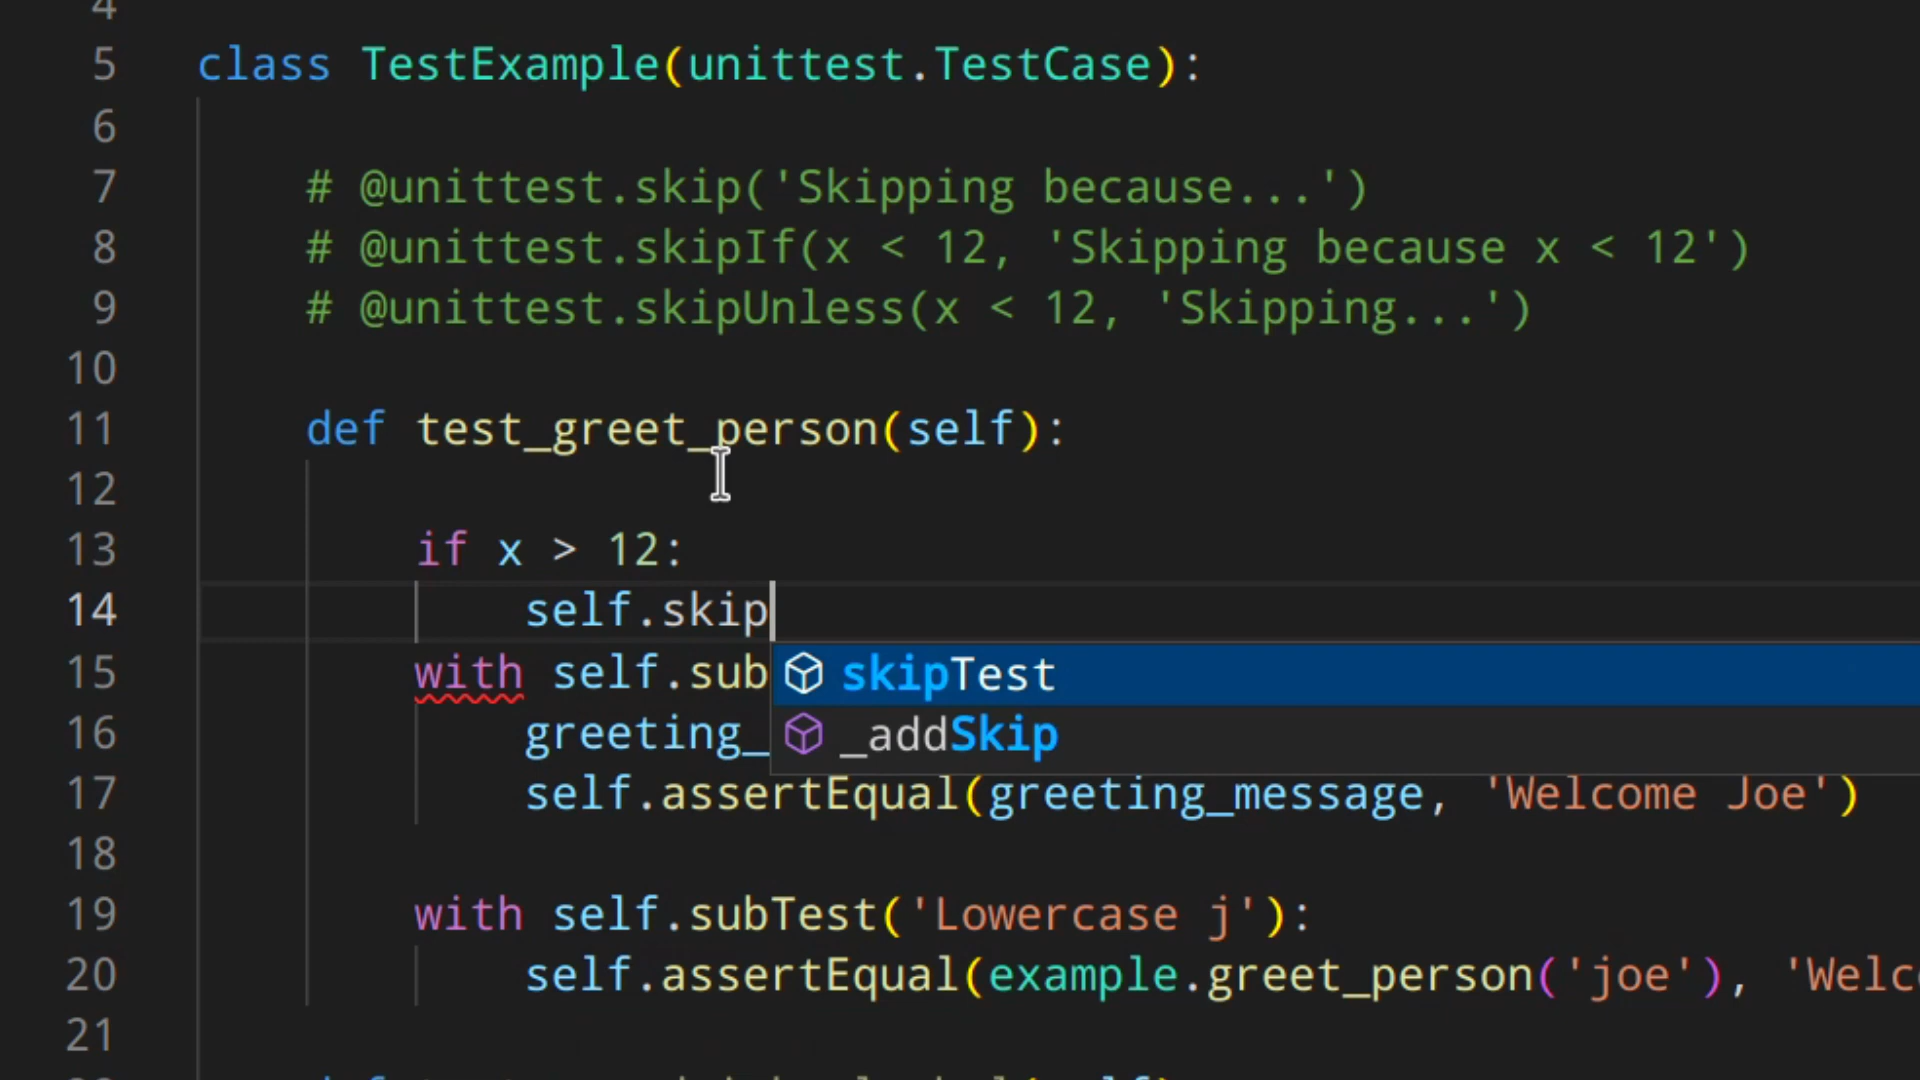 4
5 class TestExample(unittest.TestCase):
6
7 # @unittest.skip('Skipping because...')
8 # @unittest.skipIf(x < 12, 'Skipping because x < 12')
9 # @unittest.skipUnless(x < 12, 'Skipping...')
10
11 def test_greet_person(self):
12
13 if x > 12:
14 self.skip
15 with self.sub
skipTest
16 greeting_
_addSkip
17 self.assertEqual(greeting_message, 'Welcome Joe')
18
19 with self.subTest('Lowercase j'):
20 self.assertEqual(example.greet_person('joe'), 'Welc
21